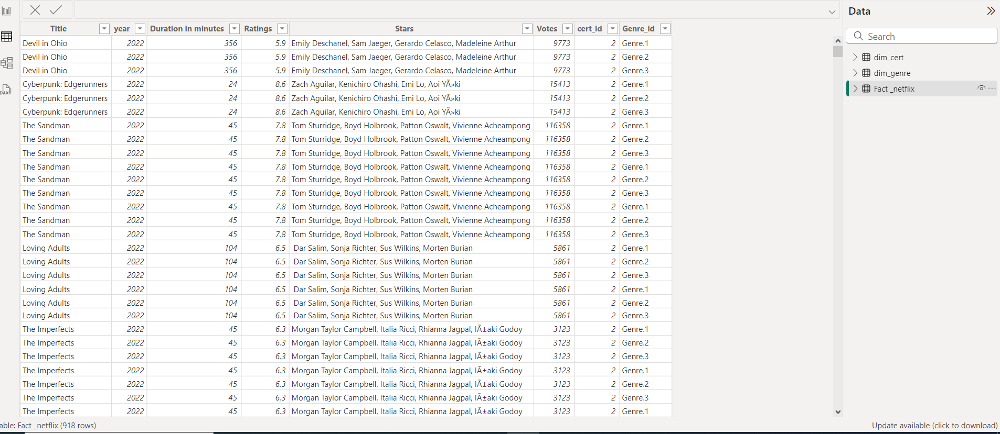 Data
Title year Duration in minutes Ratings Stars Votes cert_id Genre_id
Search
Devil in Ohio 2022 356 5.9 Emily Deschanel, Sam Jaeger, Gerardo Celasco, Madeleine Arthur 9773 2 Genre.1
Devil in Ohio 2022 356 5.9 Emily Deschanel, Sam Jaeger, Gerardo Celasco, Madeleine Arthur 9773 2 Genre.2
dim_cert
Devil in Ohio 2022 356 5.9 Emily Deschanel, Sam Jaeger, Gerardo Celasco, Madeleine Arthur 9773 2 Genre.3
dim_genre
Cyberpunk: Edgerunners 2022 24 8.6 Zach Aguilar, Kenichiro Ohashi, Emi Lo, Aoi YÃ»ki 15413 2 Genre.1
Fact _netflix
Cyberpunk: Edgerunners 2022 24 8.6 Zach Aguilar, Kenichiro Ohashi, Emi Lo, Aoi YÃ»ki 15413 2 Genre.2
Cyberpunk: Edgerunners 2022 24 8.6 Zach Aguilar, Kenichiro Ohashi, Emi Lo, Aoi YÃ»ki 15413 2 Genre.3
The Sandman 2022 45 7.8 Tom Sturridge, Boyd Holbrook, Patton Oswalt, Vivienne Acheampong 116358 2 Genre.1
The Sandman 2022 45 7.8 Tom Sturridge, Boyd Holbrook, Patton Oswalt, Vivienne Acheampong 116358 2 Genre.2
The Sandman 2022 45 7.8 Tom Sturridge, Boyd Holbrook, Patton Oswalt, Vivienne Acheampong 116358 2 Genre.3
The Sandman 2022 45 7.8 Tom Sturridge, Boyd Holbrook, Patton Oswalt, Vivienne Acheampong 116358 2 Genre.1
The Sandman 2022 45 7.8 Tom Sturridge, Boyd Holbrook, Patton Oswalt, Vivienne Acheampong 116358 2 Genre.2
The Sandman 2022 45 7.8 Tom Sturridge, Boyd Holbrook, Patton Oswalt, Vivienne Acheampong 116358 2 Genre.3
The Sandman 2022 45 7.8 Tom Sturridge, Boyd Holbrook, Patton Oswalt, Vivienne Acheampong 116358 2 Genre.1
The Sandman 2022 45 7.8 Tom Sturridge, Boyd Holbrook, Patton Oswalt, Vivienne Acheampong 116358 2 Genre.2
The Sandman 2022 45 7.8 Tom Sturridge, Boyd Holbrook, Patton Oswalt, Vivienne Acheampong 116358 2 Genre.3
Loving Adults 2022 104 6.5 Dar Salim, Sonja Richter, Sus Wilkins, Morten Burian 5861 2 Genre.1
Loving Adults 2022 104 6.5 Dar Salim, Sonja Richter, Sus Wilkins, Morten Burian 5861 2 Genre.2
Loving Adults 2022 104 6.5 Dar Salim, Sonja Richter, Sus Wilkins, Morten Burian 5861 2 Genre.3
Loving Adults 2022 104 6.5 Dar Salim, Sonja Richter, Sus Wilkins, Morten Burian 5861 2 Genre.1
Loving Adults 2022 104 6.5 Dar Salim, Sonja Richter, Sus Wilkins, Morten Burian 5861 2 Genre.2
Loving Adults 2022 104 6.5 Dar Salim, Sonja Richter, Sus Wilkins, Morten Burian 5861 2 Genre.3
The Imperfects 2022 45 6.3 Morgan Taylor Campbell, Italia Ricci, Rhianna Jagpal, IÃ±aki Godoy 3123 2 Genre.1
The Imperfects 2022 45 6.3 Morgan Taylor Campbell, Italia Ricci, Rhianna Jagpal, IÃ±aki Godoy 3123 2 Genre.2
The Imperfects 2022 45 6.3 Morgan Taylor Campbell, Italia Ricci, Rhianna Jagpal, IÃ±aki Godoy 3123 2 Genre.3
The Imperfects 2022 45 6.3 Morgan Taylor Campbell, Italia Ricci, Rhianna Jagpal, IÃ±aki Godoy 3123 2 Genre.1
The Imperfects 2022 45 6.3 Morgan Taylor Campbell, Italia Ricci, Rhianna Jagpal, IÃ±aki Godoy 3123 2 Genre.2
The Imperfects 2022 45 6.3 Morgan Taylor Campbell, Italia Ricci, Rhianna Jagpal, IÃ±aki Godoy 3123 2 Genre.3
The Imperfects 2022 45 6.3 Morgan Taylor Campbell, Italia Ricci, Rhianna Jagpal, IÃ±aki Godoy 3123 2 Genre.1
able: Fact _netflix (918 rows) Update available (click to download)
DAX